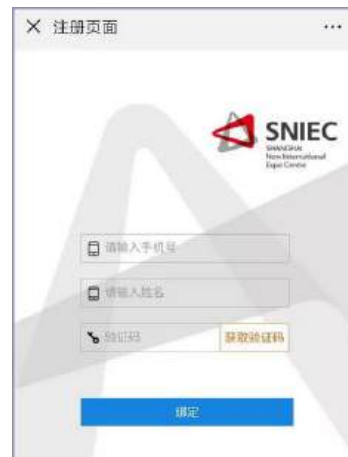 注册页面
SNIEC
SHANGHAI
New International
Expo Centre
请输入手机号
请输入姓名
验证码
获取验证码
绑定